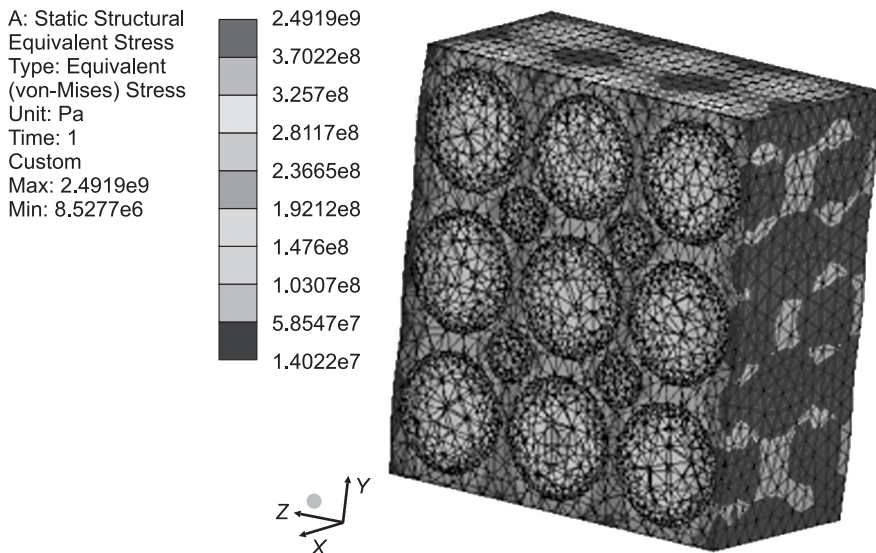 A: Static Structural
Equivalent Stress
Type: Equivalent
(von-Mises) Stress
Unit: Pa
Time: 1
Custom
Max: 2.4919e9
Min: 8.5277e6
2.4919e9
3.7022e8
3.257e8
2.8117e8
2.3665e8
1.9212e8
1.476e8
1.0307e8
5.8547e7
1.4022e7
Y
Z
X